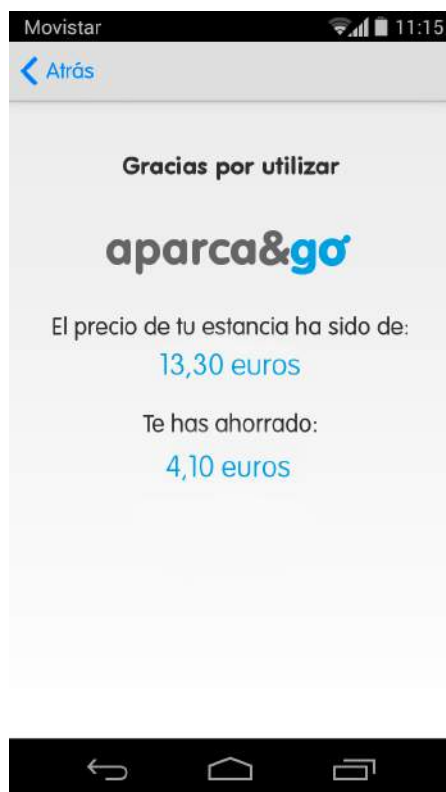 Movistar 11:15
Atrás
Gracias por utilizar
aparca&go
El precio de tu estancia ha sido de:
13,30 euros
Te has ahorrado:
4,10 euros